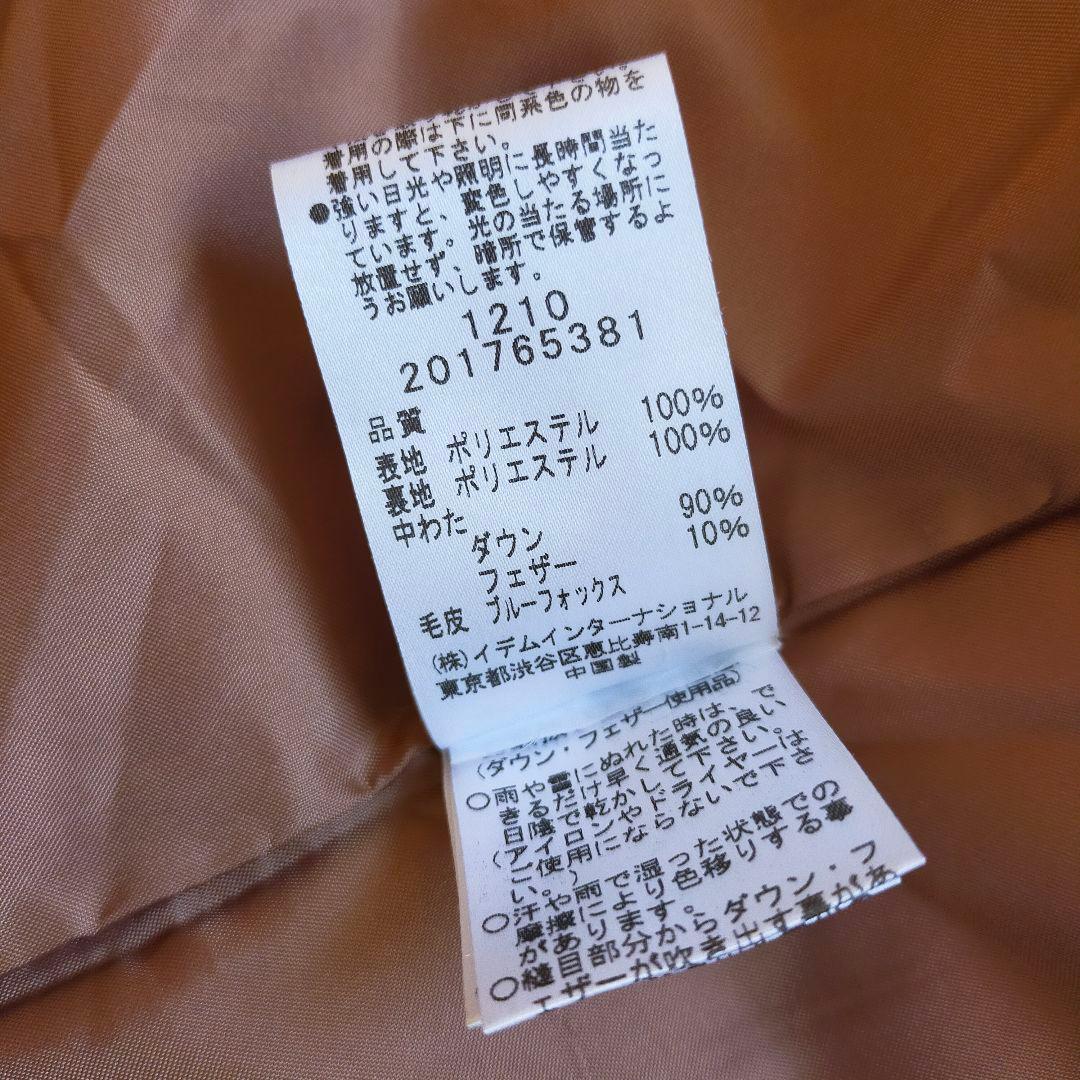 着用の際は下に同系色の物を
着用して下さい。
●強い日光や照明に長時間当た
りますと、変色しやすくなっ
ています。光の当たる場所に
放置せず、暗所で保管するよ
うお願いします。
1210
201765381
品質
表地 ポリエステル 100%
裏地 ポリエステル 100%
中わた
ダウン 90%
フェザー 10%
毛皮 ブルーフォックス
(株)イテムインターナショナル
東京都渋谷区恵比寿南1-14-12
中国製
(ダウン・フェザー使用品)
○雨や雪にぬれた時は、で
きるだけ早く通気の良い
日陰で乾かして下さい。
(アイロンやドライヤーは
ご使用にならないで下さ
い。)
○汗や雨で湿った状態での
摩擦により色移りする事
があります。
○縫目部分からダウン・フ
ェザーが吹き出す事があ